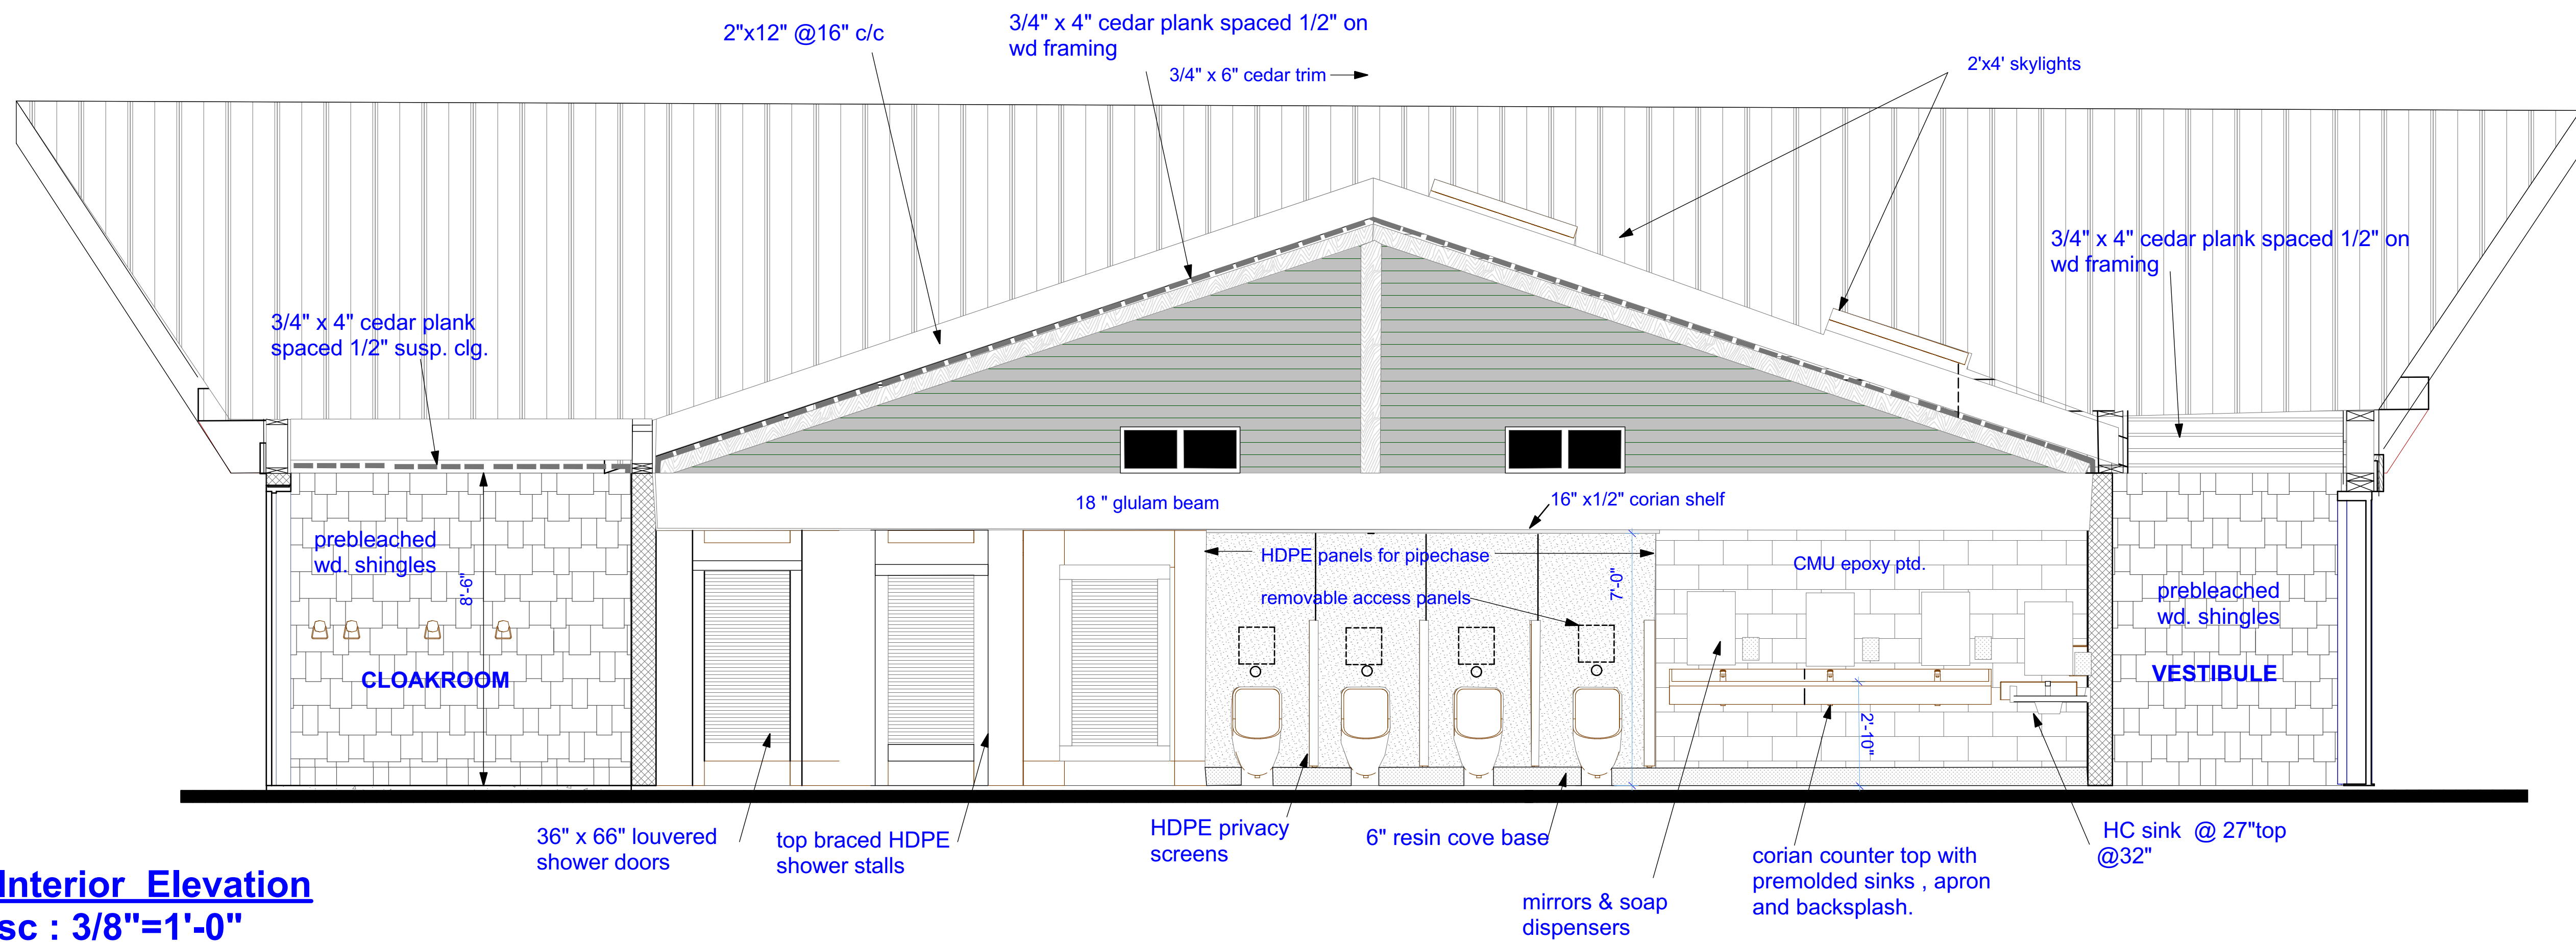 2"x12" @16" c/c
3/4" x 4" cedar plank spaced 1/2" on
wd framing
3/4" x 6" cedar trim
2'x4' skylights
3/4" x 4" cedar plank spaced 1/2" on
wd framing
3/4" x 4" cedar plank
spaced 1/2" susp. clg.
18 " glulam beam
16" x1/2" corian shelf
prebleached
wd. shingles
8'-6"
HDPE panels for pipechase
removable access panels
7'-0"
CMU epoxy ptd.
prebleached
wd. shingles
CLOAKROOM
VESTIBULE
2'-10"
36" x 66" louvered
shower doors
top braced HDPE
shower stalls
HDPE privacy
screens
6" resin cove base
mirrors & soap
dispensers
corian counter top with
premolded sinks , apron
and backsplash.
HC sink @ 27"top
@32"
Interior Elevation
sc : 3/8"=1'-0"